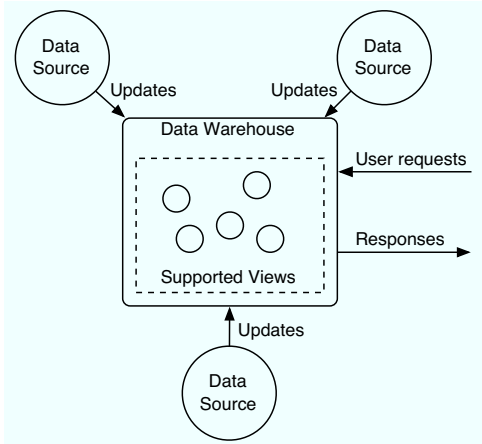 Data
Source
Data
Source
Updates
Updates
Data Warehouse
User requests
Responses
Supported Views
Updates
Data
Source